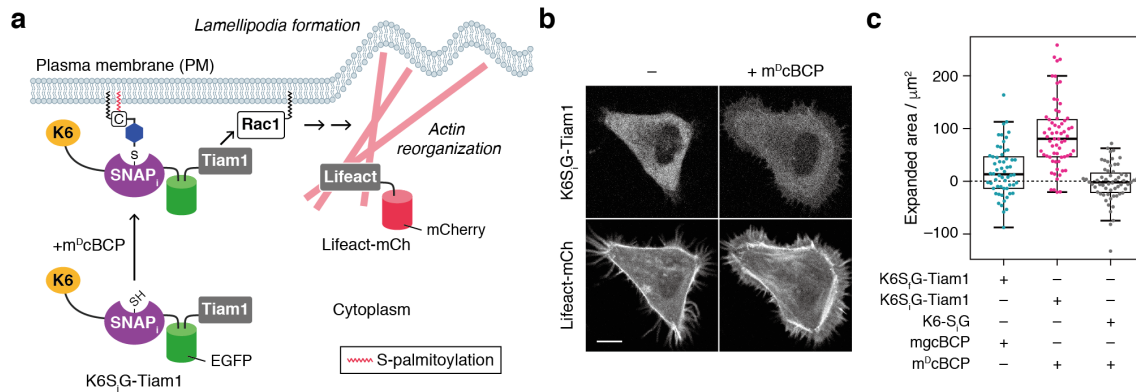 a
Lamellipodia formation
Plasma membrane (PM)
C
K6
S
SNAPi
Tiam1
Rac1
Actin
reorganization
Lifeact
mCherry
Lifeact-mCh
+mᴰcBCP
K6
SH
SNAPi
Tiam1
EGFP
Cytoplasm
K6SiG-Tiam1
S-palmitoylation
b
–
+ mᴰcBCP
K6SiG-Tiam1
Lifeact-mCh
c
Expanded area / µm²
200
100
0
−100
K6SiG-Tiam1 + – –
K6SiG-Tiam1 – + –
K6-SiG – – +
mgcBCP + – –
mᴰcBCP – + +